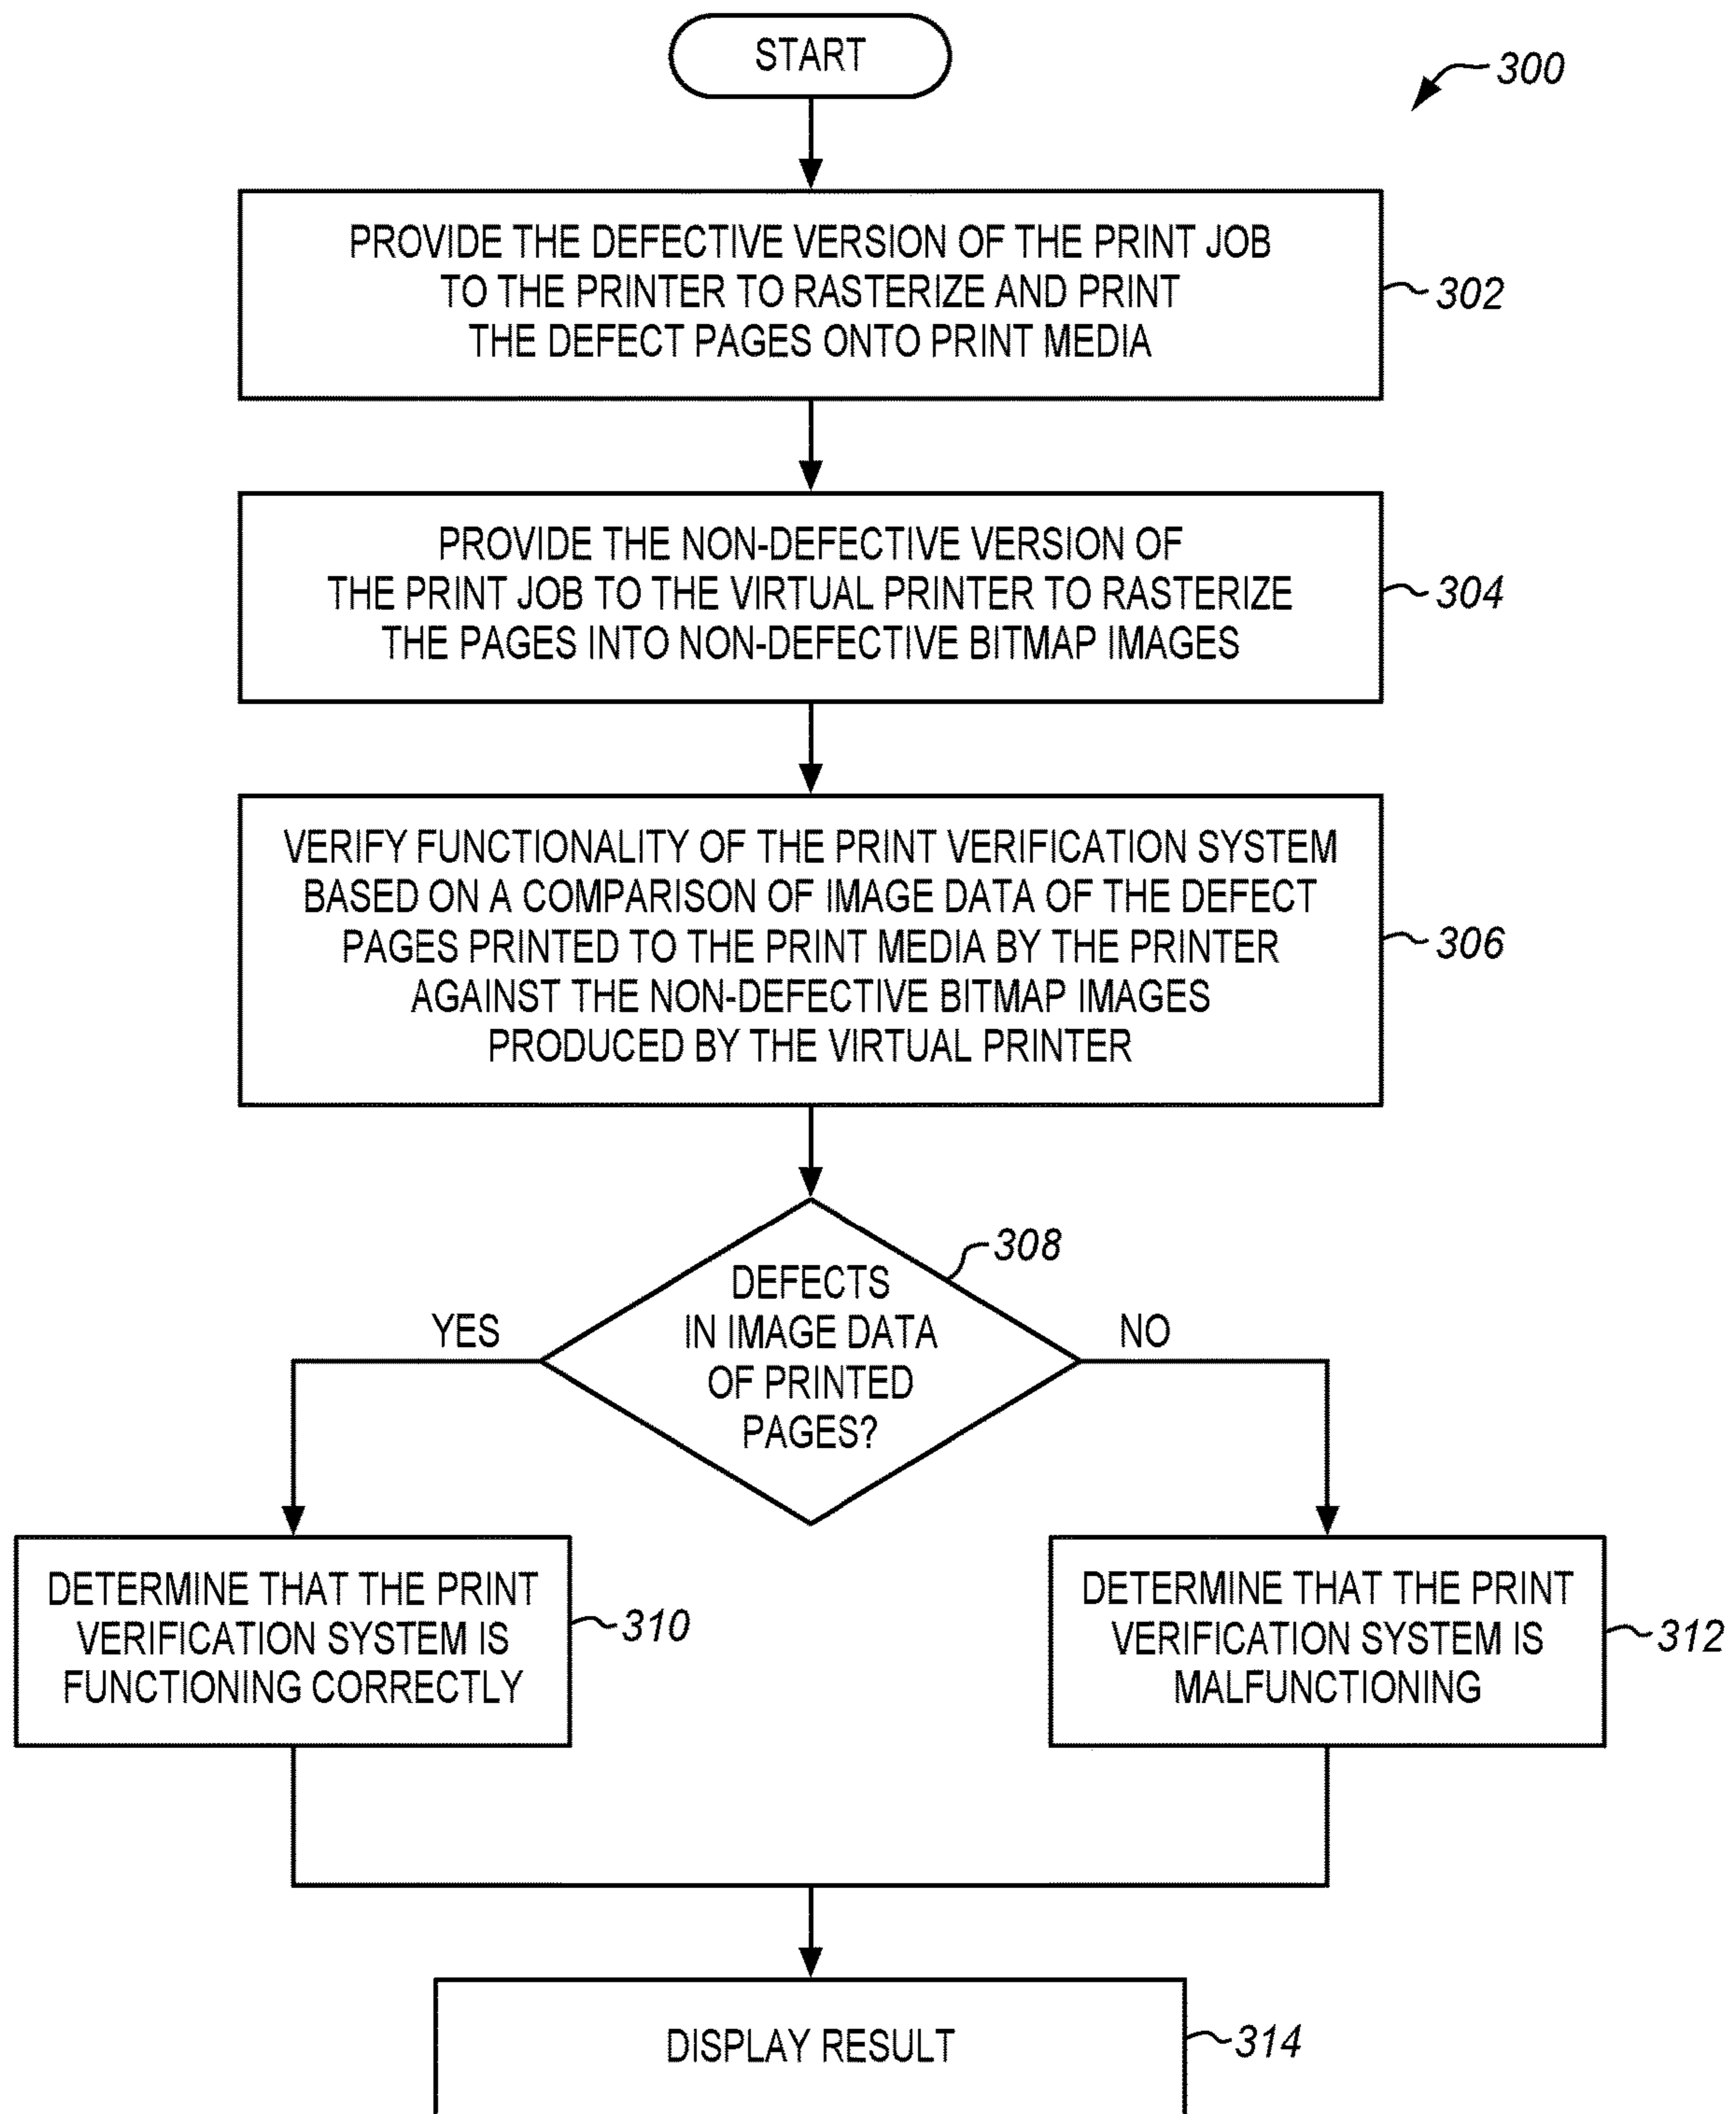 START
300
PROVIDE THE DEFECTIVE VERSION OF THE PRINT JOB
TO THE PRINTER TO RASTERIZE AND PRINT
THE DEFECT PAGES ONTO PRINT MEDIA
302
PROVIDE THE NON-DEFECTIVE VERSION OF
THE PRINT JOB TO THE VIRTUAL PRINTER TO RASTERIZE
THE PAGES INTO NON-DEFECTIVE BITMAP IMAGES
304
VERIFY FUNCTIONALITY OF THE PRINT VERIFICATION SYSTEM
BASED ON A COMPARISON OF IMAGE DATA OF THE DEFECT
PAGES PRINTED TO THE PRINT MEDIA BY THE PRINTER
AGAINST THE NON-DEFECTIVE BITMAP IMAGES
PRODUCED BY THE VIRTUAL PRINTER
306
308
DEFECTS
IN IMAGE DATA
OF PRINTED
PAGES?
YES
NO
DETERMINE THAT THE PRINT
VERIFICATION SYSTEM IS
FUNCTIONING CORRECTLY
310
DETERMINE THAT THE PRINT
VERIFICATION SYSTEM IS
MALFUNCTIONING
312
DISPLAY RESULT
314